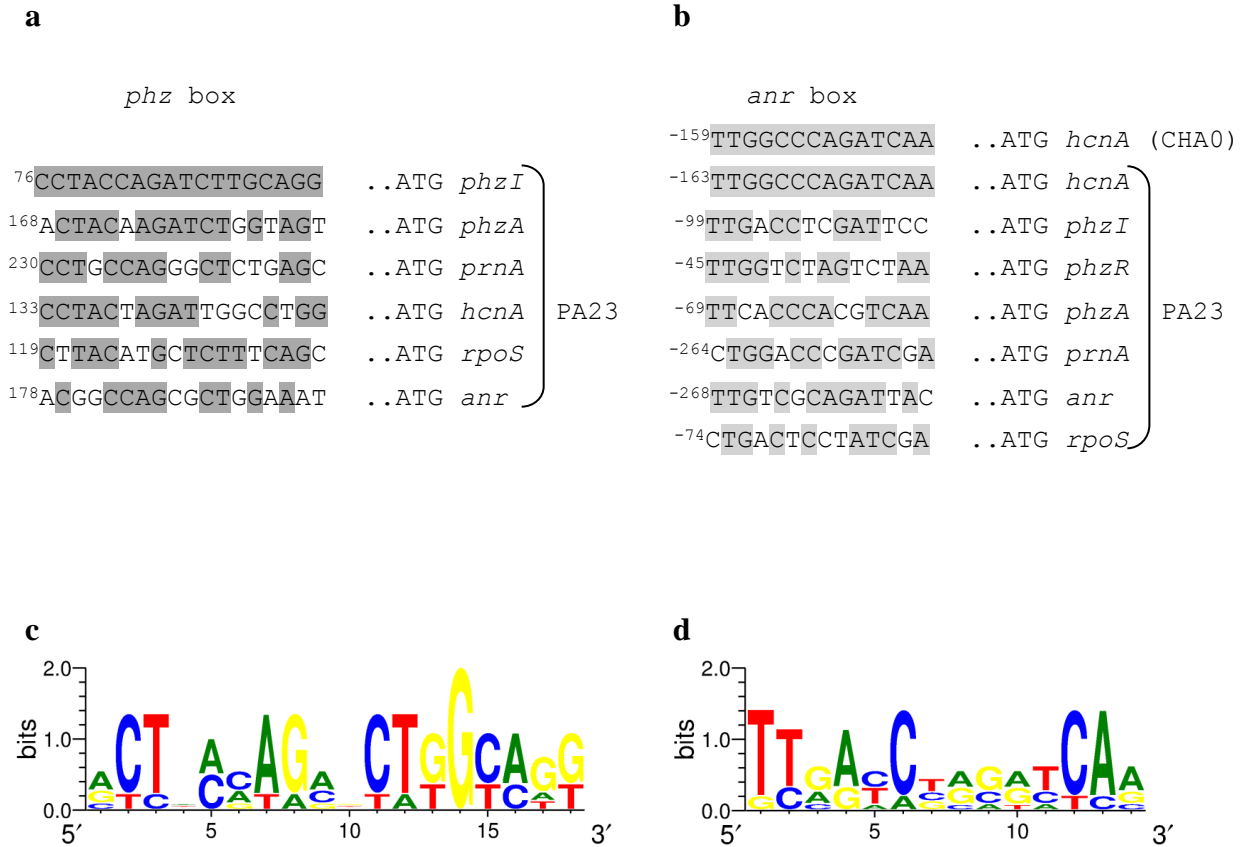 a
phz box
76CCTACCAGATCTTGCAGG ..ATG phzI
168ACTACAAGATCTGGTAGT ..ATG phzA
230CCTGCCAGGGCTCTGAGC ..ATG prnA
133CCTACTAGATTGGCCTGG ..ATG hcnA
119CTTACATGCTCTTTCAGC ..ATG rpoS
178ACGGCCAGCGCTGGAAAT ..ATG anr
PA23
b
anr box
-159TTGGCCCAGATCAA ..ATG hcnA (CHA0)
-163TTGGCCCAGATCAA ..ATG hcnA
-99TTGACCTCGATTCC ..ATG phzI
-45TTGGTCTAGTCTAA ..ATG phzR
-69TTCACCCACGTCAA ..ATG phzA
-264CTGGACCCGATCGA ..ATG prnA
-268TTGTCGCAGATTAC ..ATG anr
-74CTGACTCCTATCGA ..ATG rpoS
PA23
c
2.0
1.0
0.0
bits
5′ 5 10 15 3′
d
2.0
1.0
0.0
bits
5′ 5 10 3′